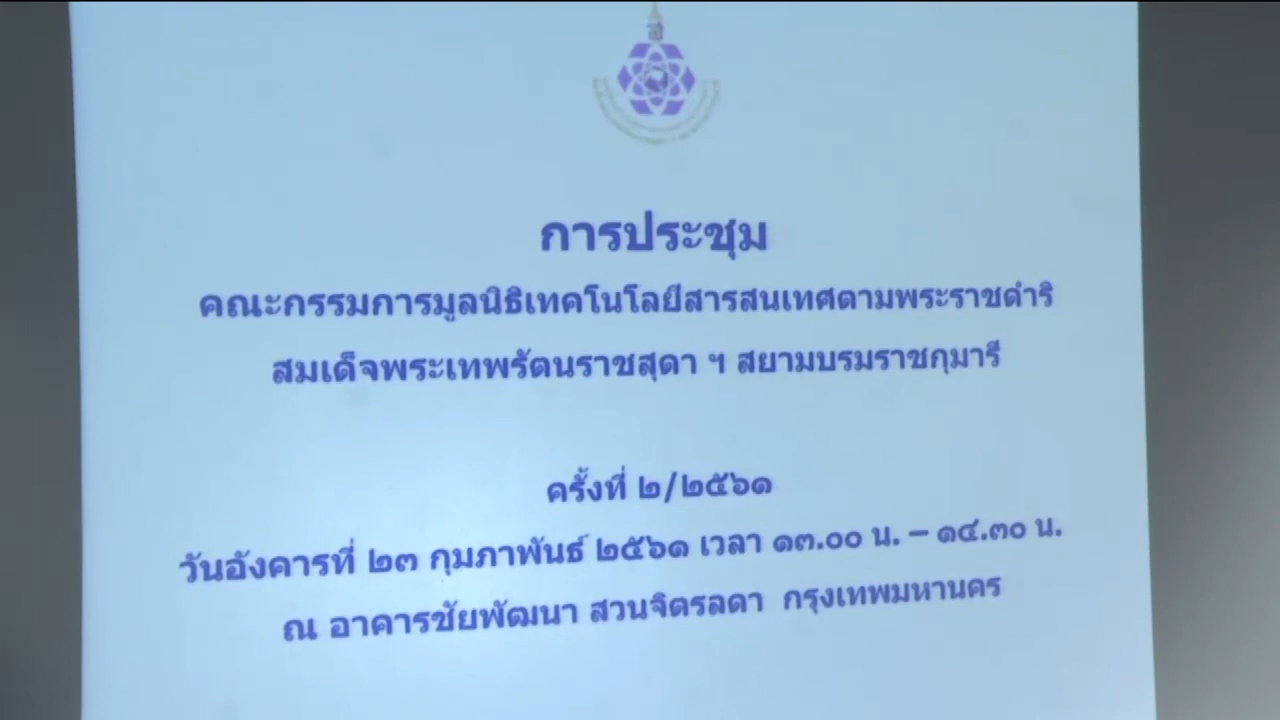 ส
การประชุม
คณะกรรมการมูลนิธิเทคโนโลยีสารสนเทศตามพระราชดำริ
สมเด็จพระเทพรัตนราชสุดา ฯ สยามบรมราชกุมารี
ครั้งที่ ๒/๒๕๖๑
วันอังคารที่ ๒๓ กุมภาพันธ์ ๒๕๖๑ เวลา ๑๓.๐๐ น. – ๑๔.๓๐ น.
ณ อาคารชัยพัฒนา สวนจิตรลดา กรุงเทพมหานคร